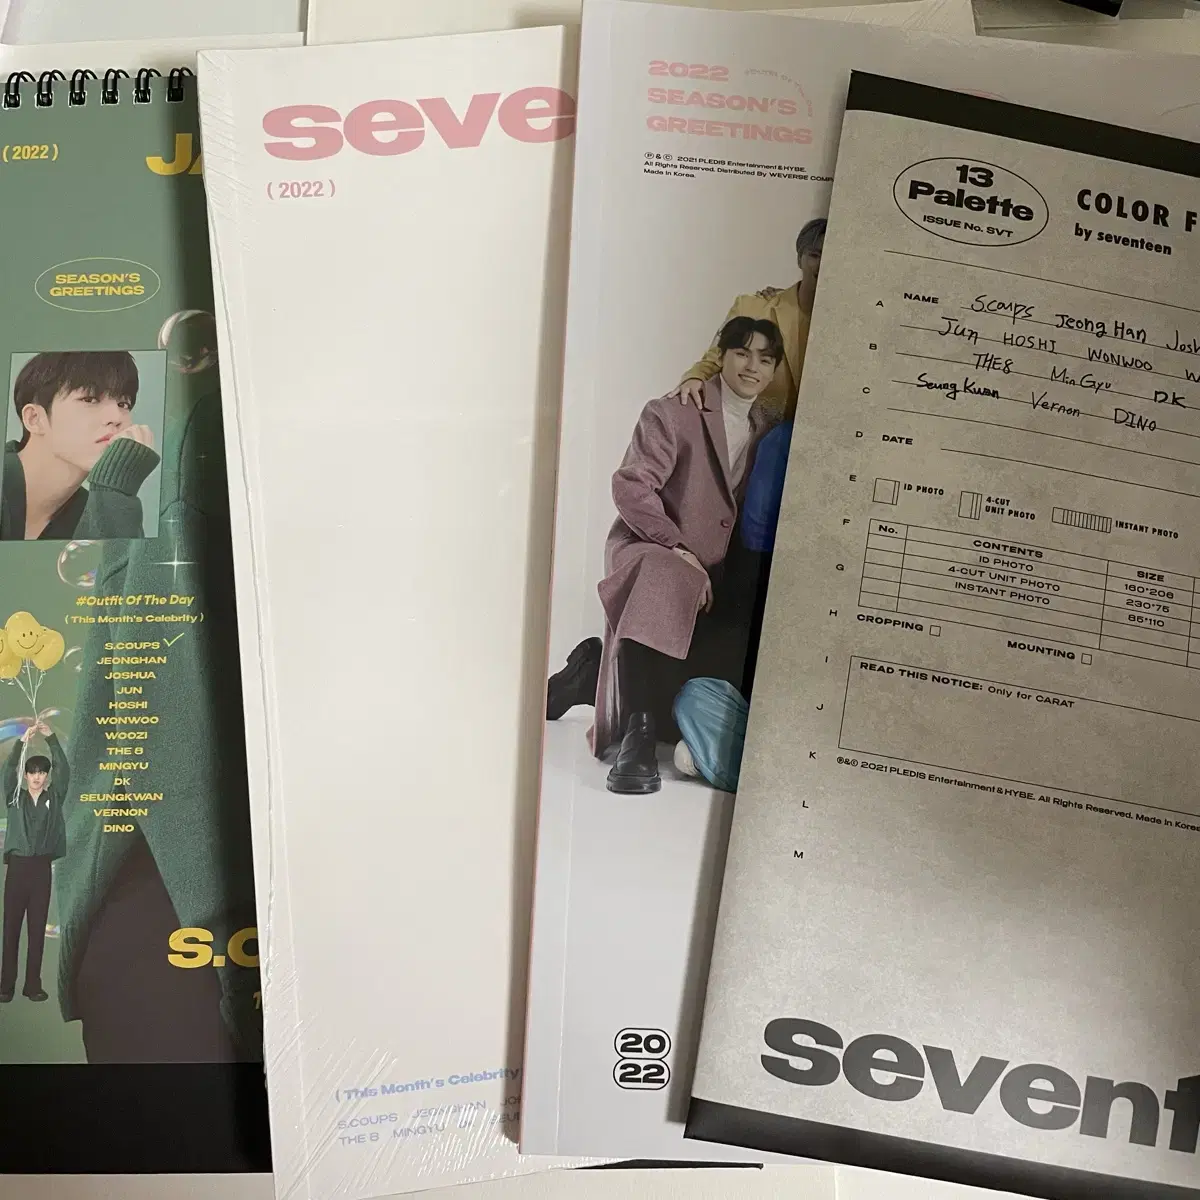 ( 2022 )
SEASON'S
GREETINGS
#Outfit Of The Day
( This Month's Celebrity )
S.COUPS
JEONGHAN
JOSHUA
JUN
HOSHI
WONWOO
WOOZI
THE 8
MINGYU
DK
SEUNGKWAN
VERNON
DINO
S.C
seve
( 2022 )
( This Month's Celebrity
S.COUPS JEONGHAN JO
THE 8 MINGYU DK SEU
2022
SEASON'S
GREETINGS
℗ & © 2021 PLEDIS Entertainment & HYBE.
All Rights Reserved. Distributed By WEVERSE COMP
Made in Korea.
20
22
13
Palette
ISSUE No. SVT
COLOR F
by seventeen
A NAME S.coups Jeong Han Josh
Jun HOSHI WONWOO W
B THE8 MinGyu DK
C Seung Kwan Vernon DINO
D DATE
E ID PHOTO 4-CUT
UNIT PHOTO INSTANT PHOTO
F No. CONTENTS SIZE
ID PHOTO 160*206
G 4-CUT UNIT PHOTO 230*75
INSTANT PHOTO 85*110
H CROPPING MOUNTING
I READ THIS NOTICE: Only for CARAT
J
K ℗&© 2021 PLEDIS Entertainment & HYBE. All Rights Reserved. Made in Korea
L
M
sevent